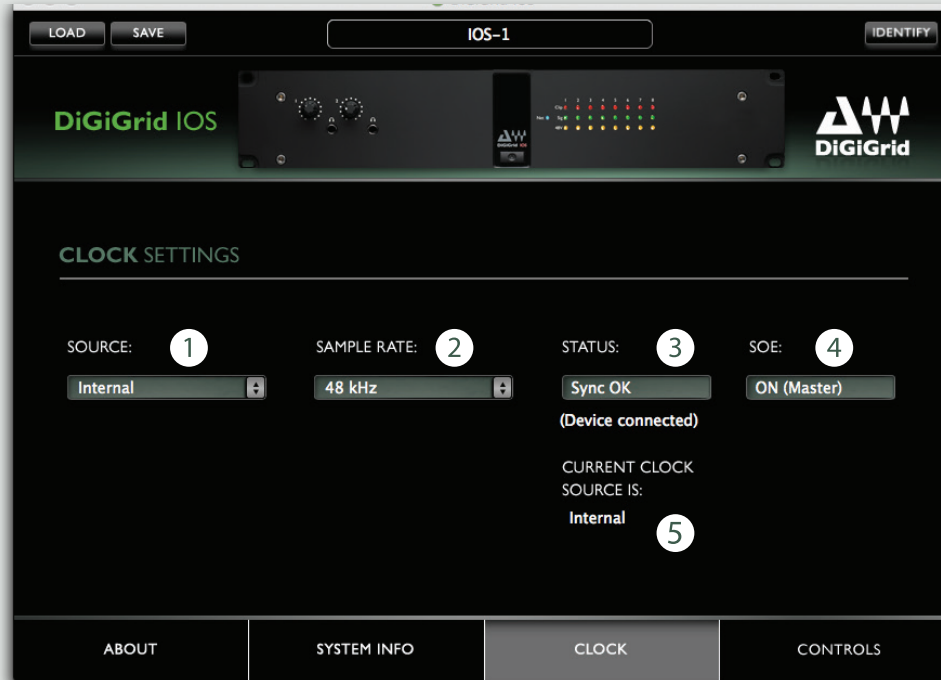 LOAD SAVE IOS-1 IDENTIFY
DiGiGrid IOS
DiGiGrid
CLOCK SETTINGS
SOURCE: 1 SAMPLE RATE: 2 STATUS: 3 SOE: 4
Internal 48 kHz Sync OK ON (Master)
(Device connected)
CURRENT CLOCK
SOURCE IS:
Internal
5
ABOUT SYSTEM INFO CLOCK CONTROLS